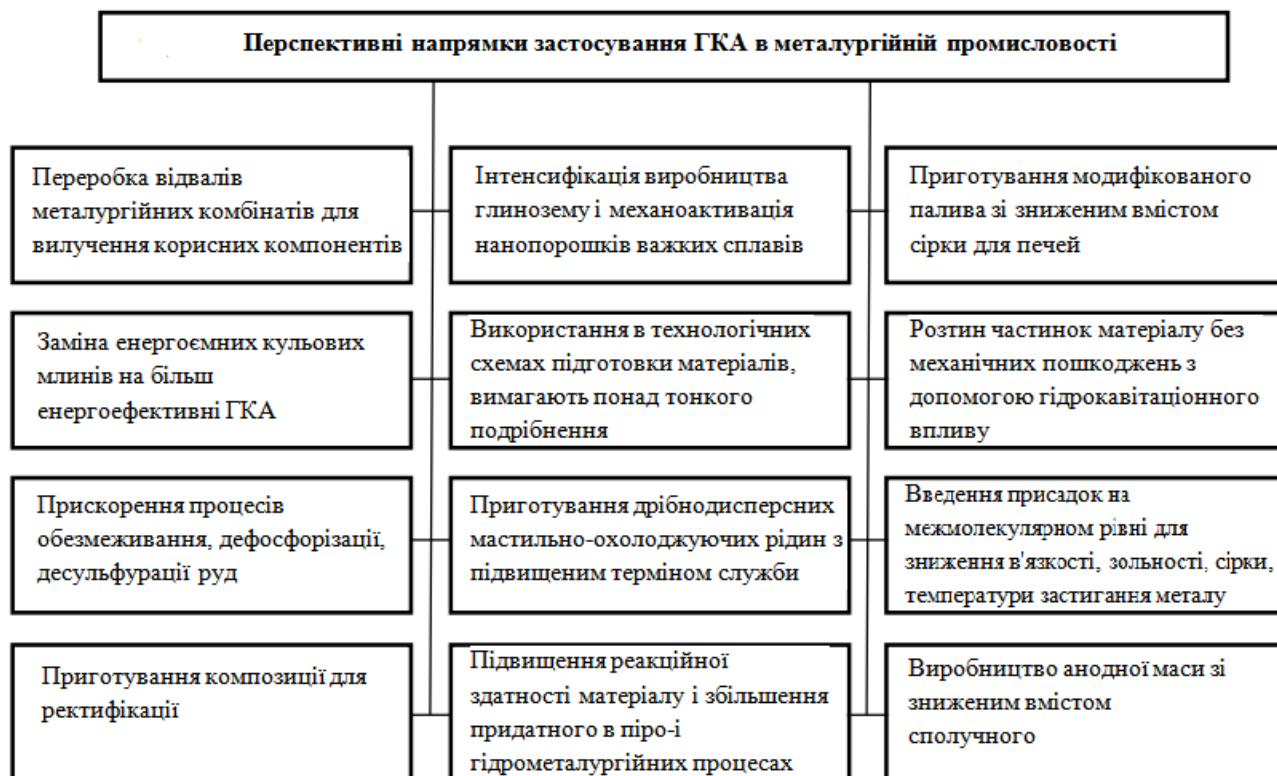 Перспективні напрямки застосування ГКА в металургійній промисловості
Переробка відвалів
металургійних комбінатів для
вилучення корисних компонентів
Інтенсифікація виробництва
глинозему і механоактивація
нанопорошків важких сплавів
Приготування модифікованого
палива зі зниженим вмістом
сірки для печей
Заміна енергоємних кульових
млинів на більш
енергоефективні ГКА
Використання в технологічних
схемах підготовки матеріалів,
вимагають понад тонкого
подрібнення
Розтин частинок матеріалу без
механічних пошкоджень з
допомогою гідрокавітаціонного
впливу
Прискорення процесів
обезмеживання, дефосфорізації,
десульфурації руд
Приготування дрібнодисперсних
мастильно-охолоджуючих рідин з
підвищеним терміном служби
Введення присадок на
межмолекулярном рівні для
зниження в'язкості, зольності, сірки,
температури застигання металу
Приготування композиції для
ректифікації
Підвищення реакційної
здатності матеріалу і збільшення
придатного в піро-і
гідрометалургійних процесах
Виробництво анодної маси зі
зниженим вмістом
сполучного